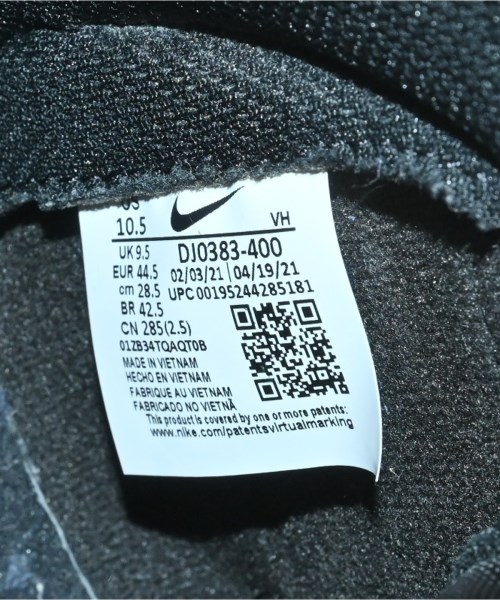 US
10.5
VH
UK 9.5
DJ0383-400
EUR 44.5
02/03/21 | 04/19/21
cm 28.5
UPC 00195244285181
BR 42.5
CN 285(2.5)
01ZB34TQAQT0B
MADE IN VIETNAM
HECHO EN VIETNAM
FABRIQUE AU VIETNAM
FABRICADO NO VIETNÃ
This product is covered by one or more patents:
www.nike.com/patentsvirtualmarking